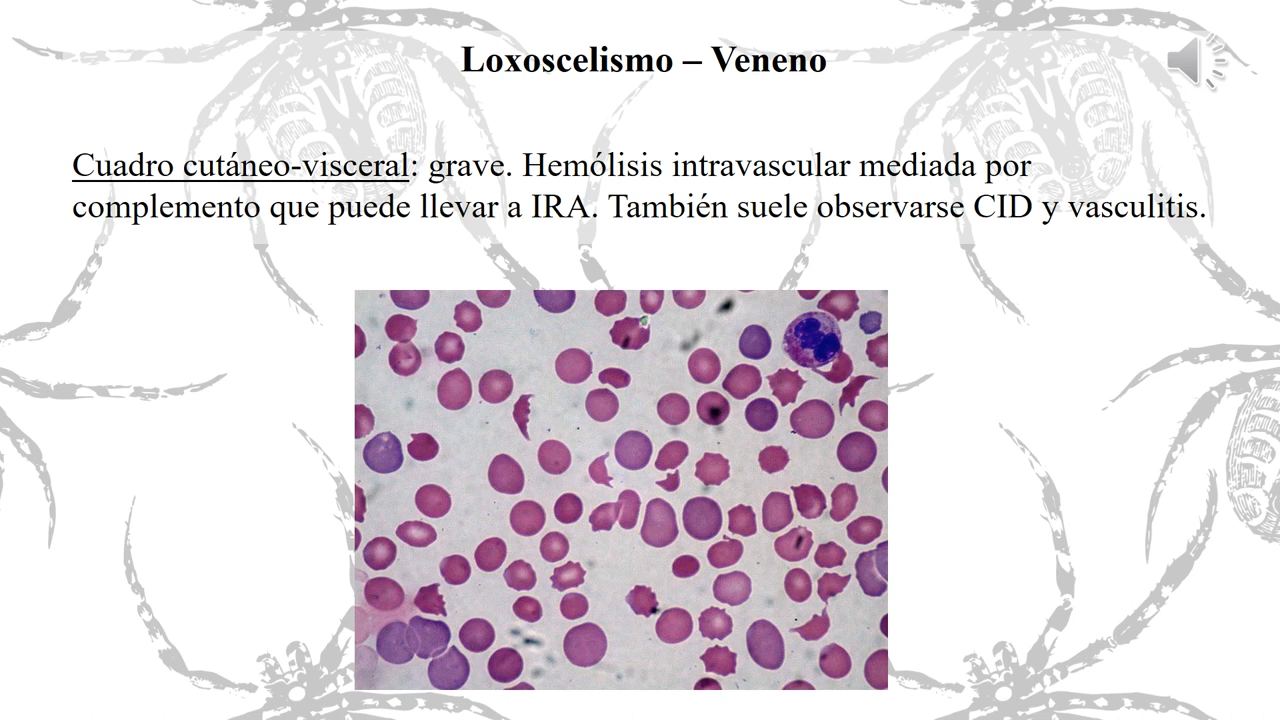 Loxoscelismo – Veneno
Cuadro cutáneo-visceral: grave. Hemólisis intravascular mediada por
complemento que puede llevar a IRA. También suele observarse CID y vasculitis.